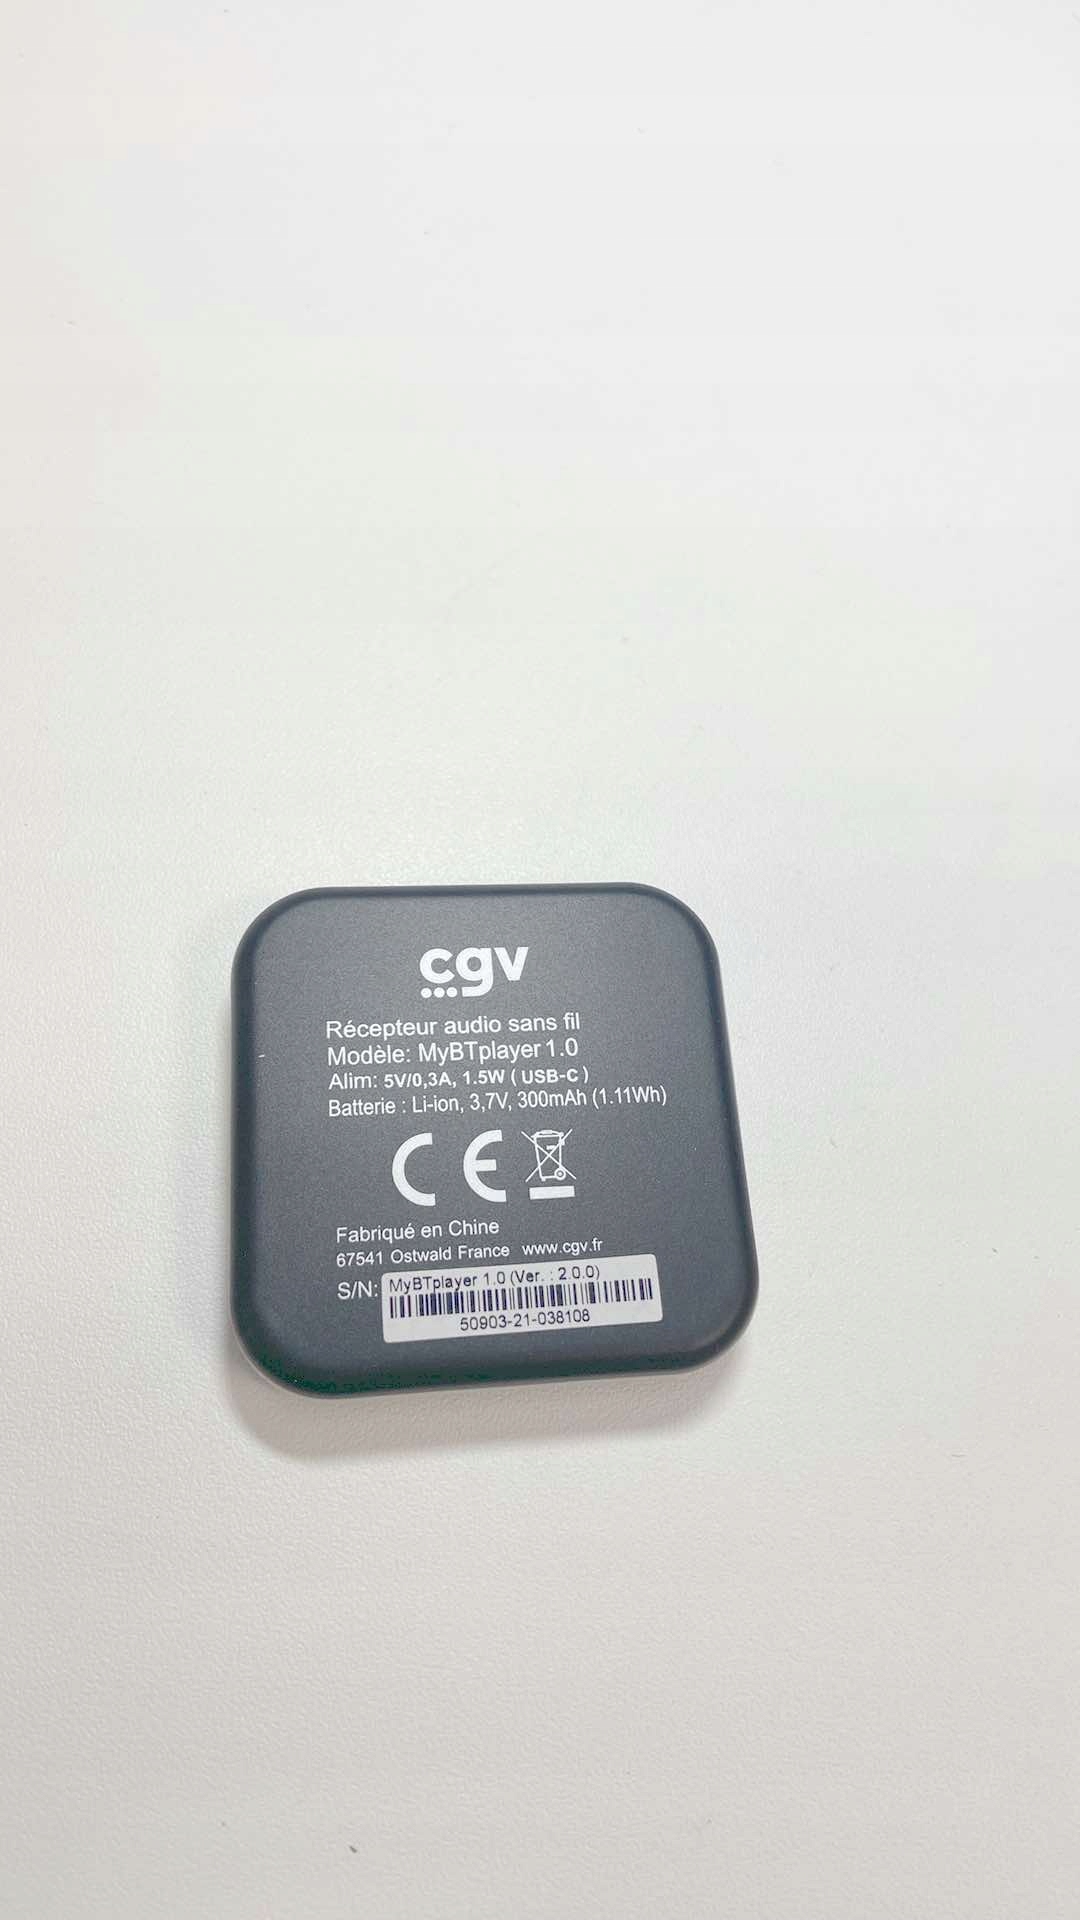 cgv
Récepteur audio sans fil
Modèle: MyBTplayer 1.0
Alim: 5V/0,3A, 1.5W ( USB-C )
Batterie : Li-ion, 3,7V, 300mAh (1.11Wh)
CE
Fabriqué en Chine
67541 Ostwald France www.cgv.fr
S/N: MyBTplayer 1.0 (Ver. : 2.0.0)
50903-21-038108